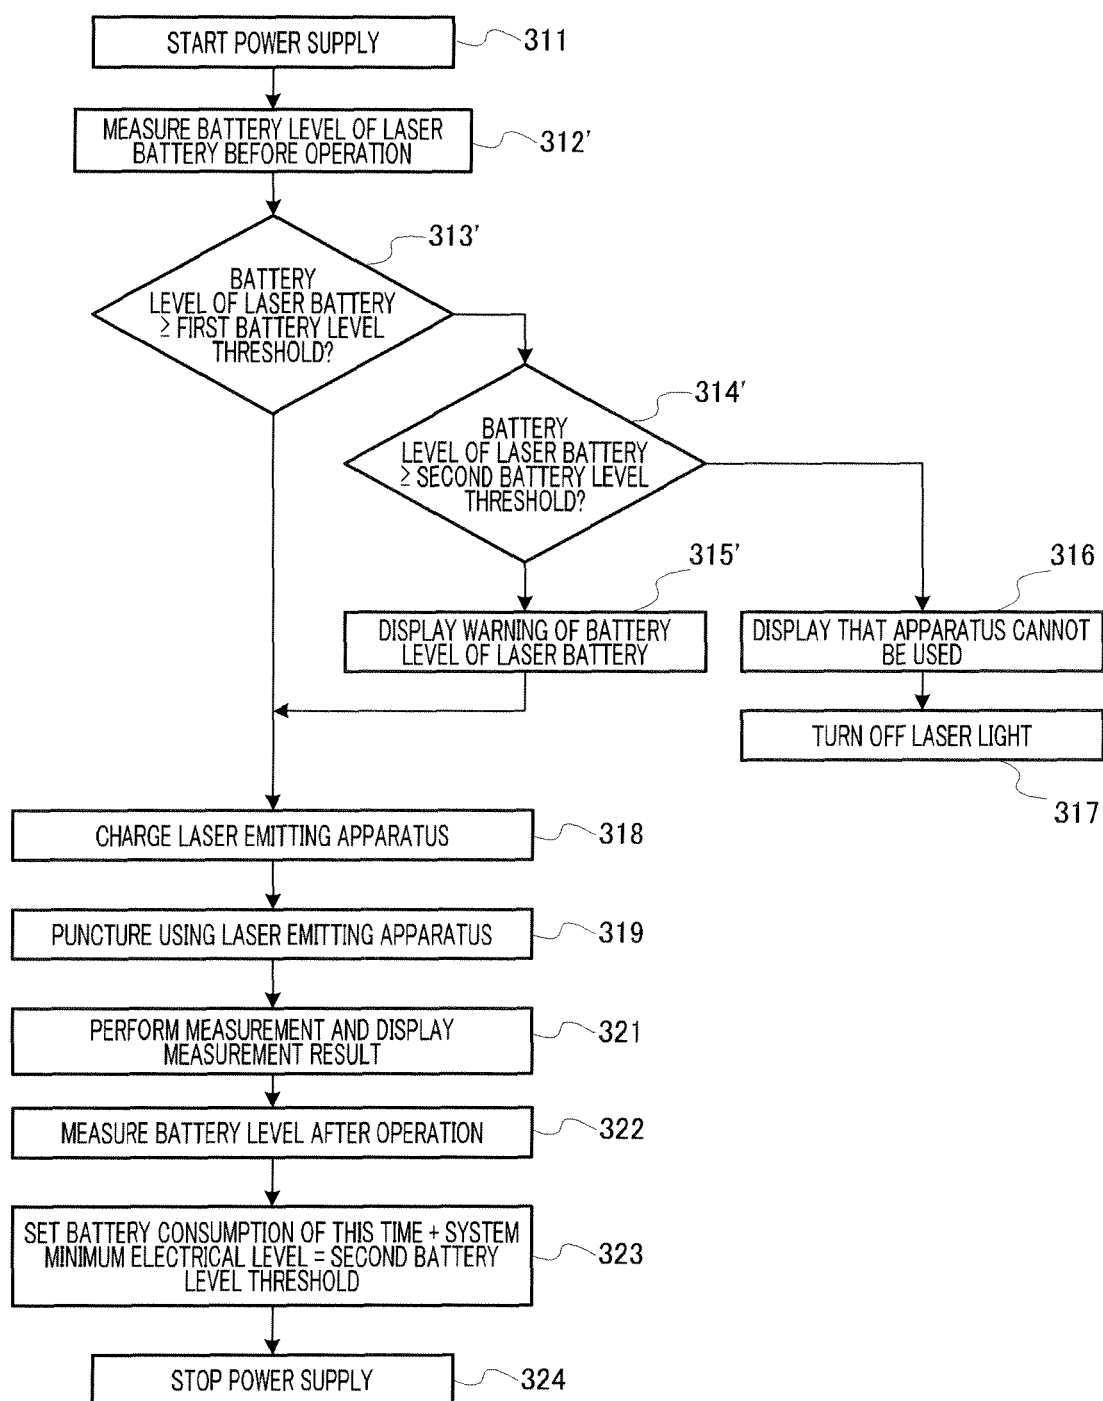 START POWER SUPPLY
311
MEASURE BATTERY LEVEL OF LASER
BATTERY BEFORE OPERATION
312'
313'
BATTERY
LEVEL OF LASER BATTERY
≥ FIRST BATTERY LEVEL
THRESHOLD?
314'
BATTERY
LEVEL OF LASER BATTERY
≥ SECOND BATTERY LEVEL
THRESHOLD?
315'
DISPLAY WARNING OF BATTERY
LEVEL OF LASER BATTERY
316
DISPLAY THAT APPARATUS CANNOT
BE USED
TURN OFF LASER LIGHT
317
CHARGE LASER EMITTING APPARATUS
318
PUNCTURE USING LASER EMITTING APPARATUS
319
PERFORM MEASUREMENT AND DISPLAY
MEASUREMENT RESULT
321
MEASURE BATTERY LEVEL AFTER OPERATION
322
SET BATTERY CONSUMPTION OF THIS TIME + SYSTEM
MINIMUM ELECTRICAL LEVEL = SECOND BATTERY
LEVEL THRESHOLD
323
STOP POWER SUPPLY
324